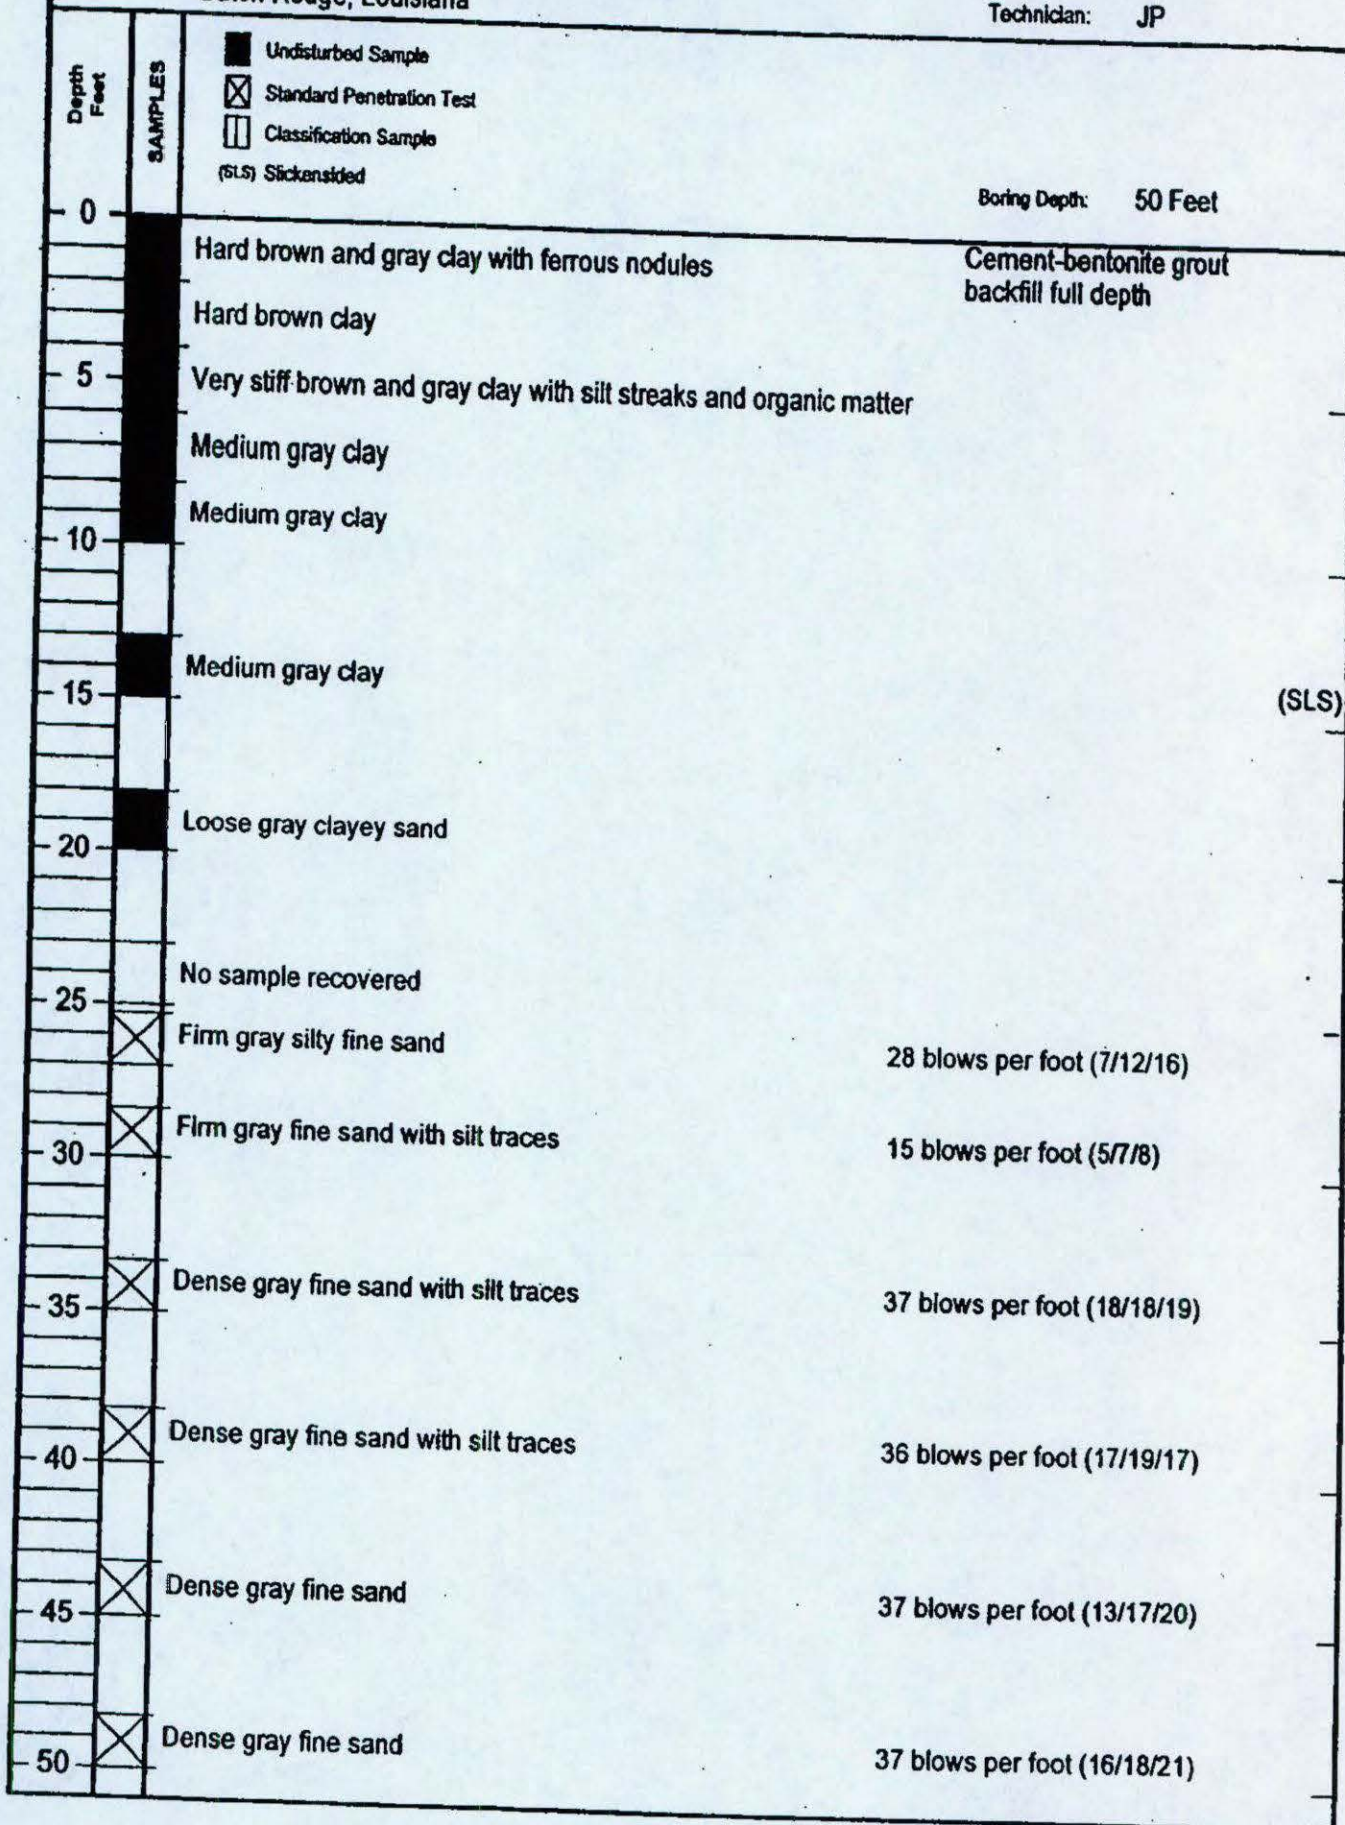 Baton Rouge, Louisiana
Technician: JP
Depth Feet
SAMPLES
Undisturbed Sample
Standard Penetration Test
Classification Sample
(SLS) Slickensided
Boring Depth: 50 Feet
0
Hard brown and gray clay with ferrous nodules
Cement-bentonite grout
backfill full depth
Hard brown clay
5
Very stiff brown and gray clay with silt streaks and organic matter
Medium gray clay
Medium gray clay
10
Medium gray clay
15
(SLS)
Loose gray clayey sand
20
No sample recovered
25
Firm gray silty fine sand
28 blows per foot (7/12/16)
Firm gray fine sand with silt traces
15 blows per foot (5/7/8)
30
Dense gray fine sand with silt traces
37 blows per foot (18/18/19)
35
Dense gray fine sand with silt traces
36 blows per foot (17/19/17)
40
Dense gray fine sand
37 blows per foot (13/17/20)
45
Dense gray fine sand
37 blows per foot (16/18/21)
50